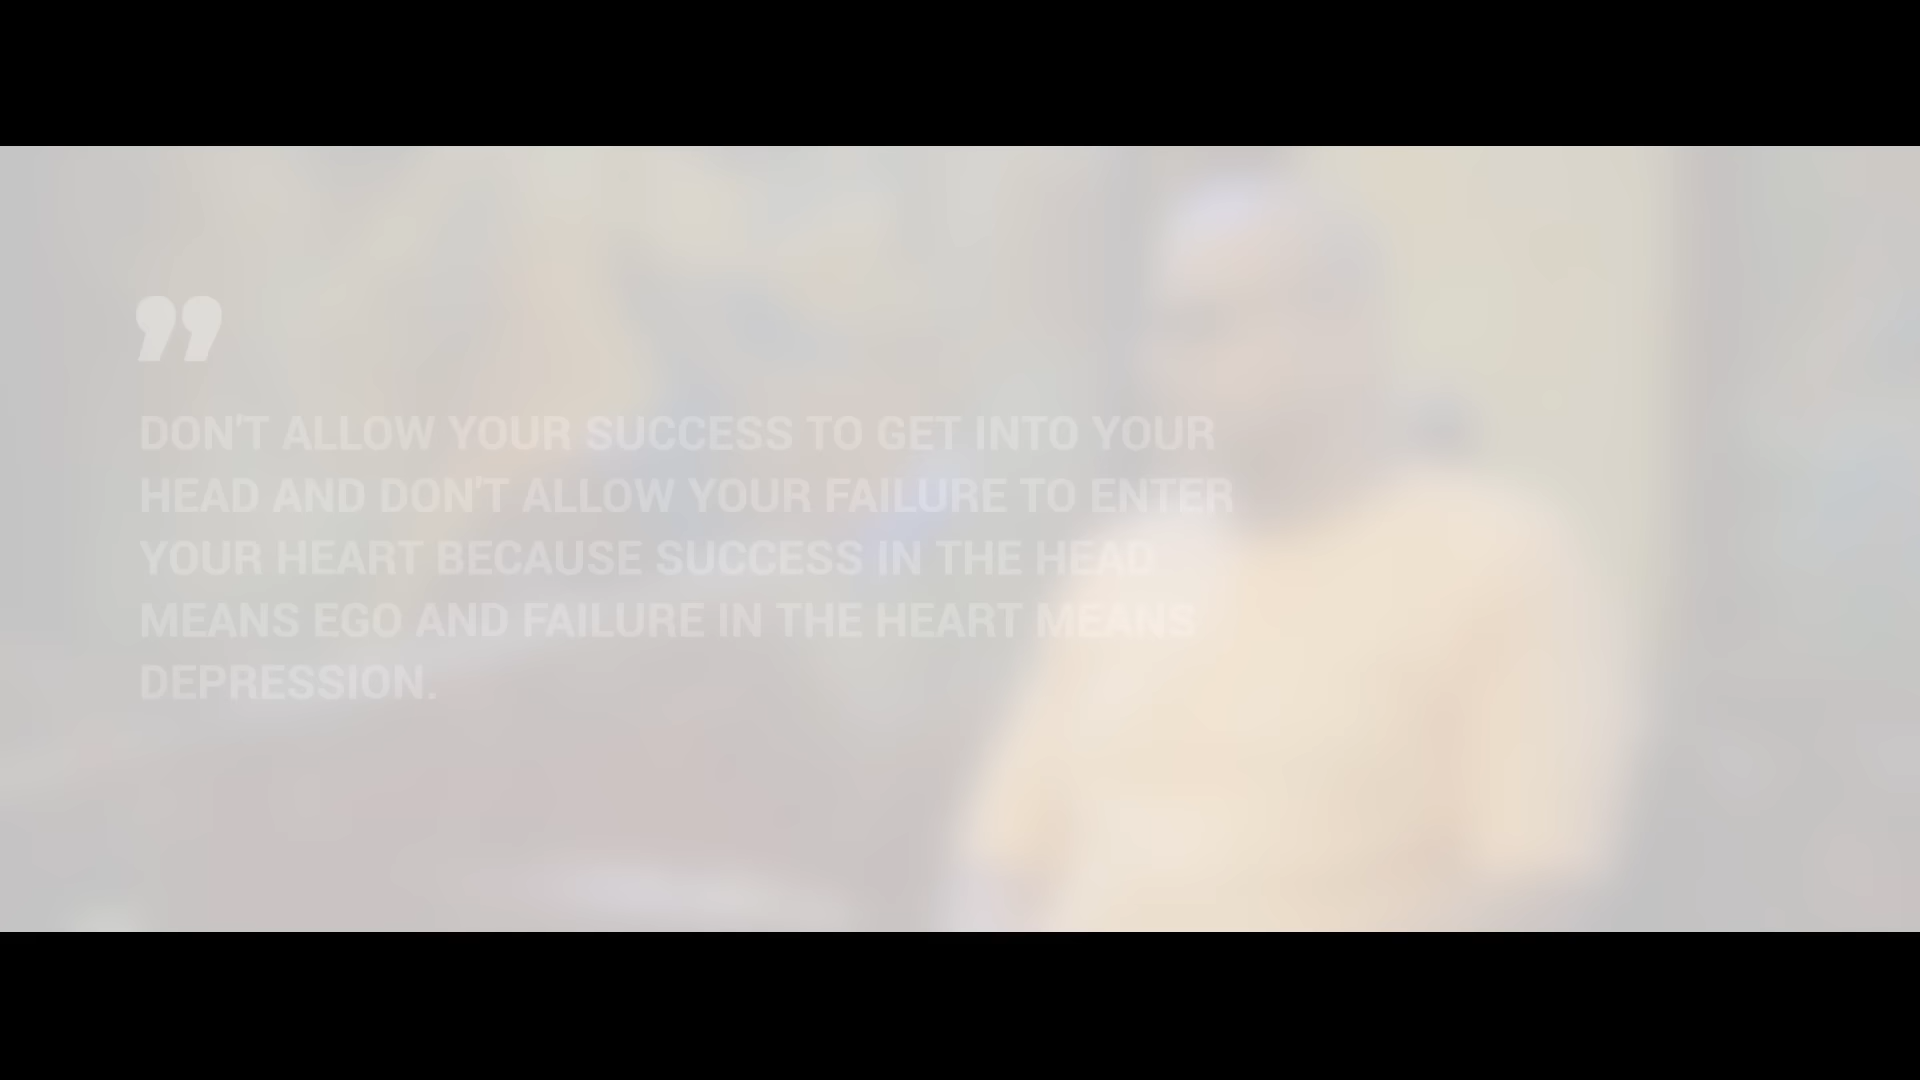 ”
DON'T ALLOW YOUR SUCCESS TO GET INTO YOUR
HEAD AND DON'T ALLOW YOUR FAILURE TO ENTER
YOUR HEART BECAUSE SUCCESS IN THE HEAD
MEANS EGO AND FAILURE IN THE HEART MEANS
DEPRESSION.